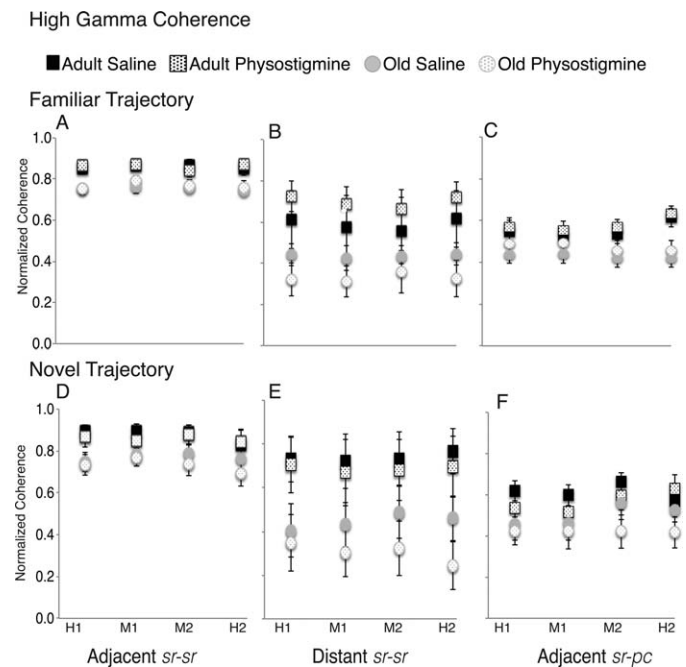 High Gamma Coherence
Adult Saline Adult Physostigmine Old Saline Old Physostigmine
Familiar Trajectory
A B C
Normalized Coherence
1.0
0.8
0.6
0.4
0.2
0.0
Novel Trajectory
D E F
Normalized Coherence
1.0
0.8
0.6
0.4
0.2
0.0
H1 M1 M2 H2 H1 M1 M2 H2 H1 M1 M2 H2
Adjacent sr-sr Distant sr-sr Adjacent sr-pc